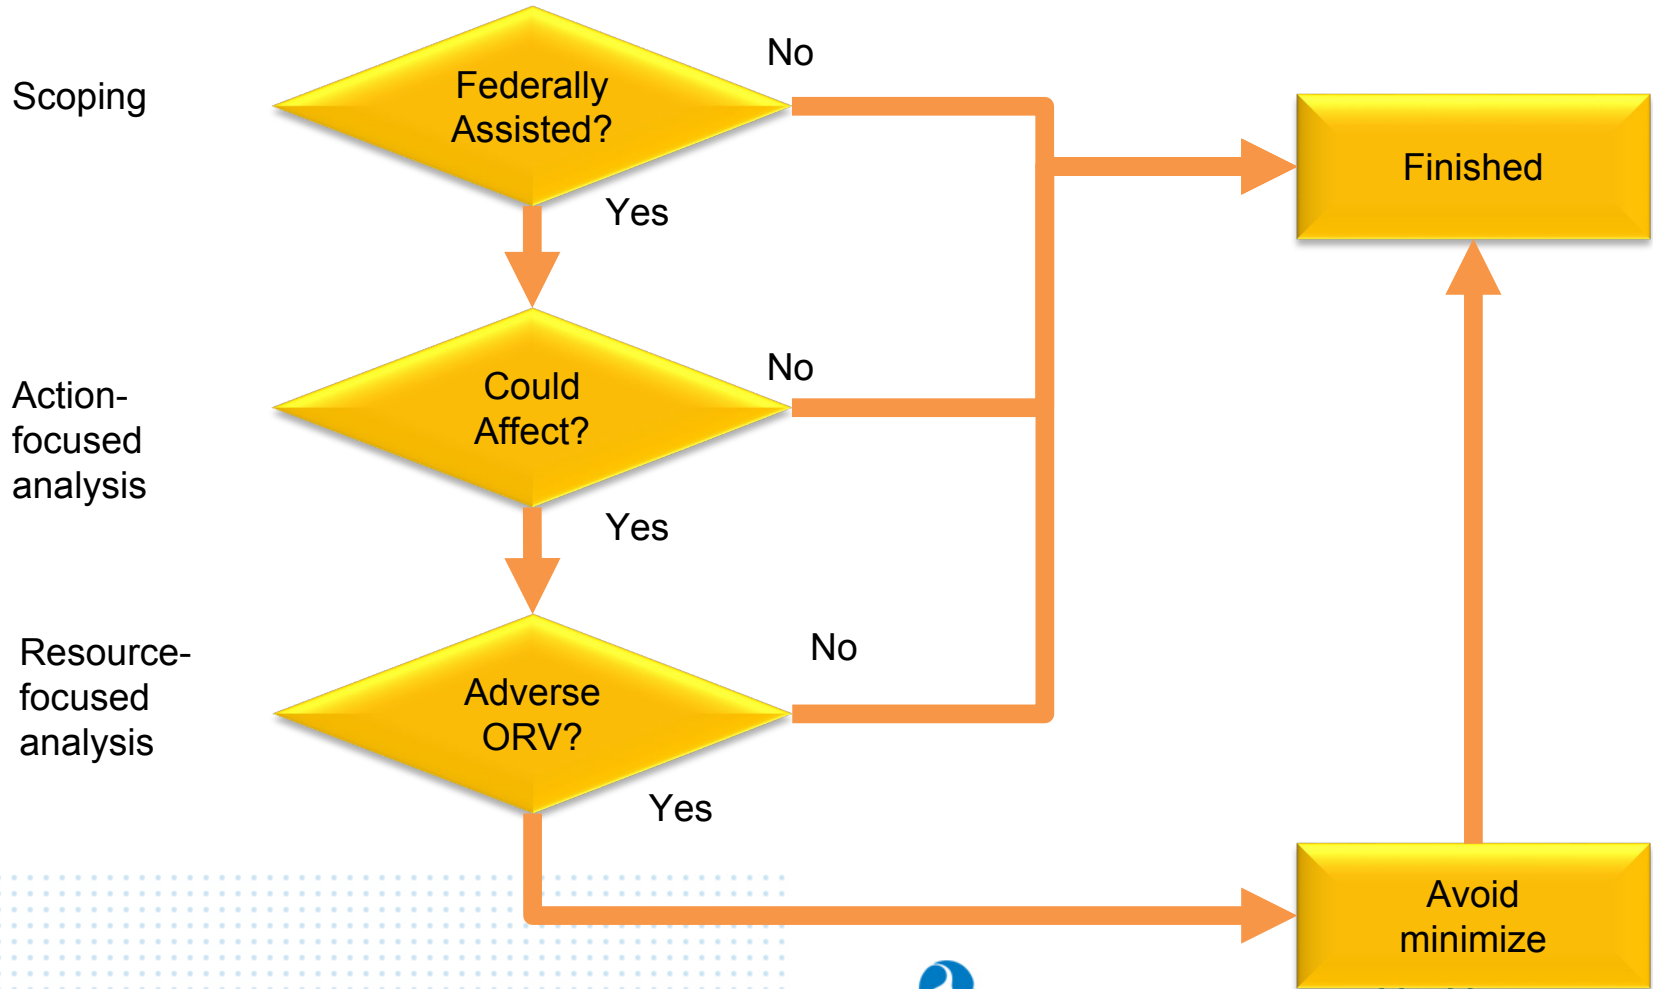 Scoping
Federally
Assisted?
No
Yes
Finished
Action-
focused
analysis
Could
Affect?
No
Yes
Resource-
focused
analysis
Adverse
ORV?
No
Yes
Avoid
minimize